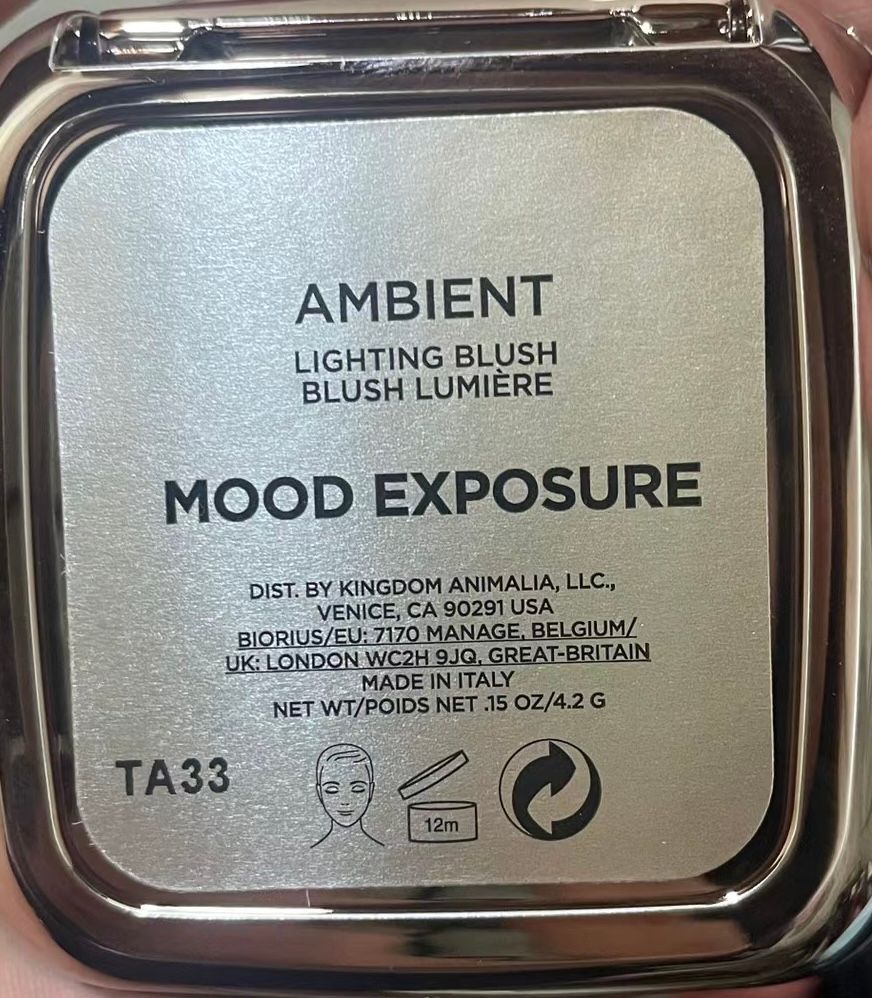 AMBIENT
LIGHTING BLUSH
BLUSH LUMIÈRE
MOOD EXPOSURE
DIST. BY KINGDOM ANIMALIA, LLC.,
VENICE, CA 90291 USA
BIORIUS/EU: 7170 MANAGE, BELGIUM/
UK: LONDON WC2H 9JQ, GREAT-BRITAIN
MADE IN ITALY
NET WT/POIDS NET .15 OZ/4.2 G
TA33
12m